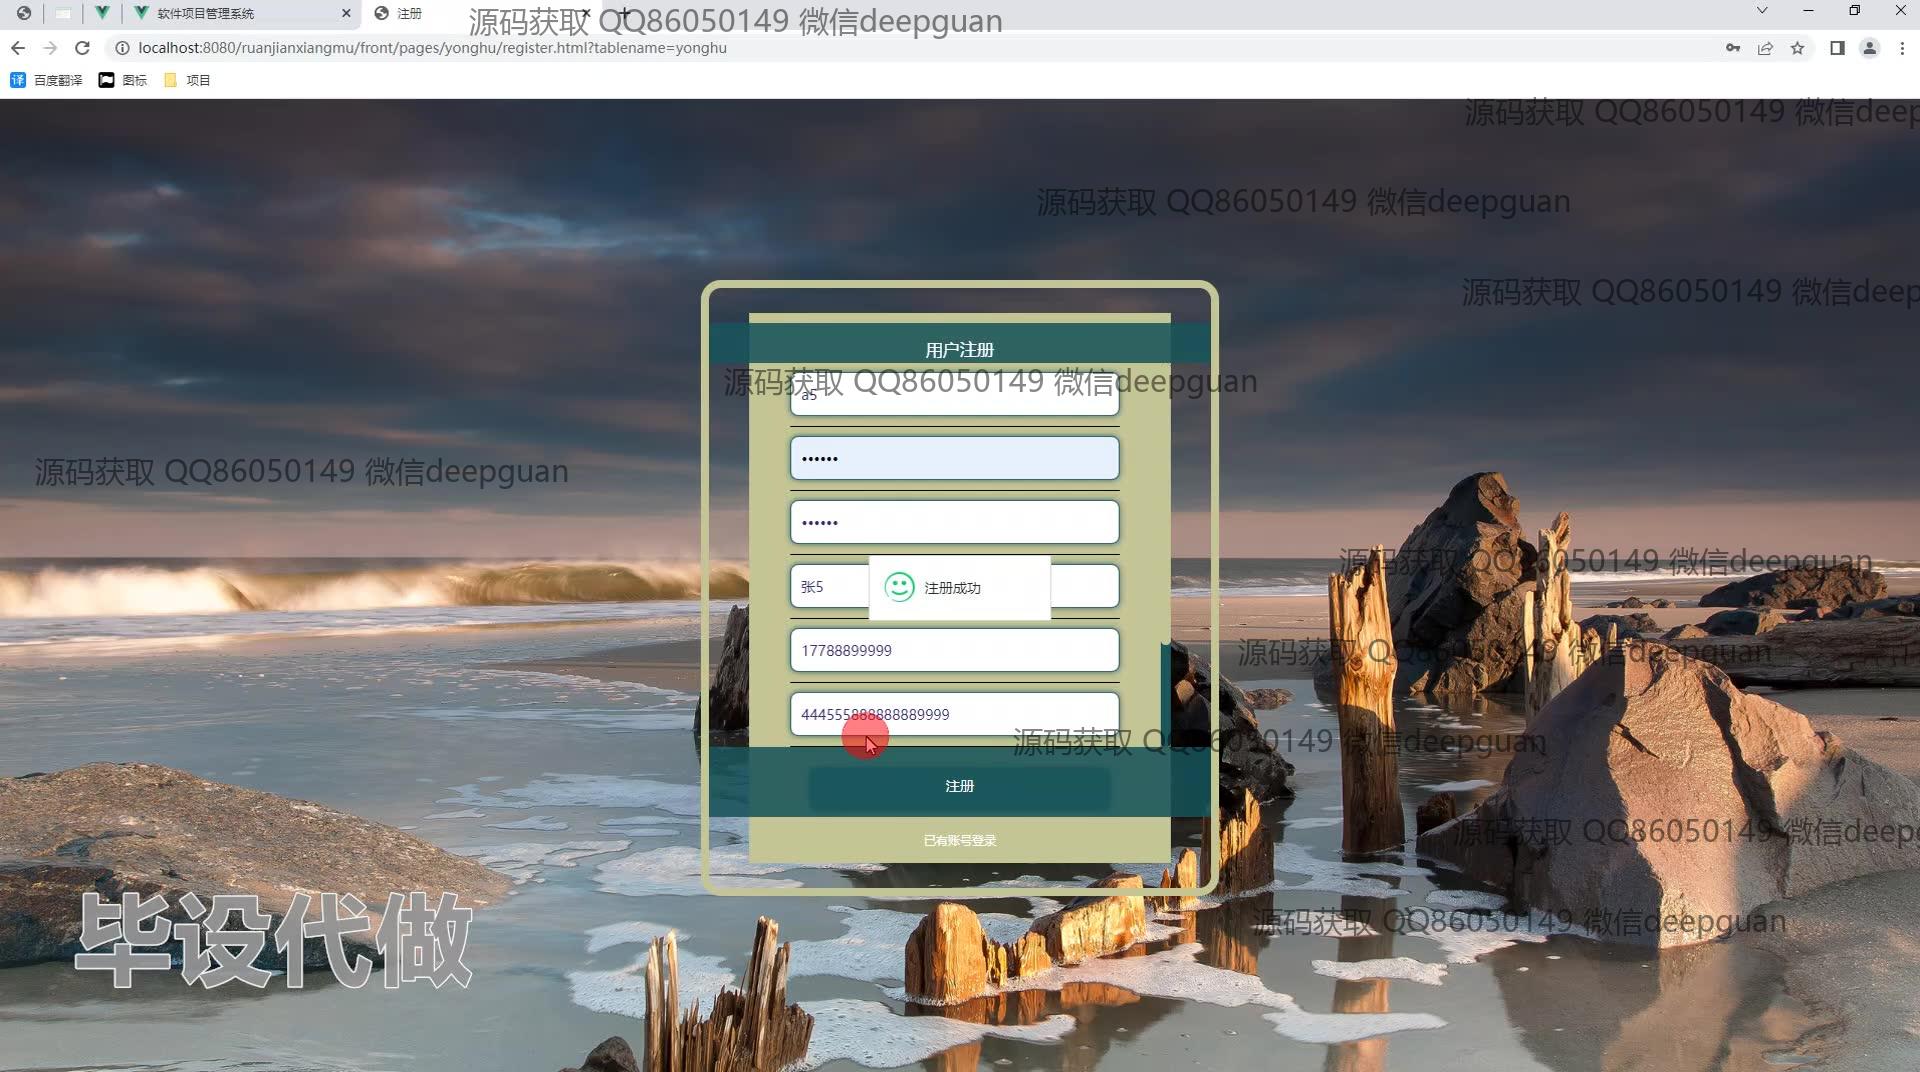 软件项目管理系统
注册
源码获取 QQ86050149 微信deepguan
localhost:8080/ruanjianxiangmu/front/pages/yonghu/register.html?tablename=yonghu
译 百度翻译 图标 项目
源码获取 QQ86050149 微信deep
源码获取 QQ86050149 微信deepguan
源码获取 QQ86050149 微信deep
用户注册
源码获取 QQ86050149 微信deepguan
a5
••••••
源码获取 QQ86050149 微信deepguan
••••••
源码获取 QQ86050149 微信deepguan
张5
注册成功
17788899999
源码获取 QQ86050149 微信deepguan
444555888888889999
源码获取 QQ86050149 微信deepguan
注册
源码获取 QQ86050149 微信deep
已有账号登录
源码获取 QQ86050149 微信deepguan
毕设代做